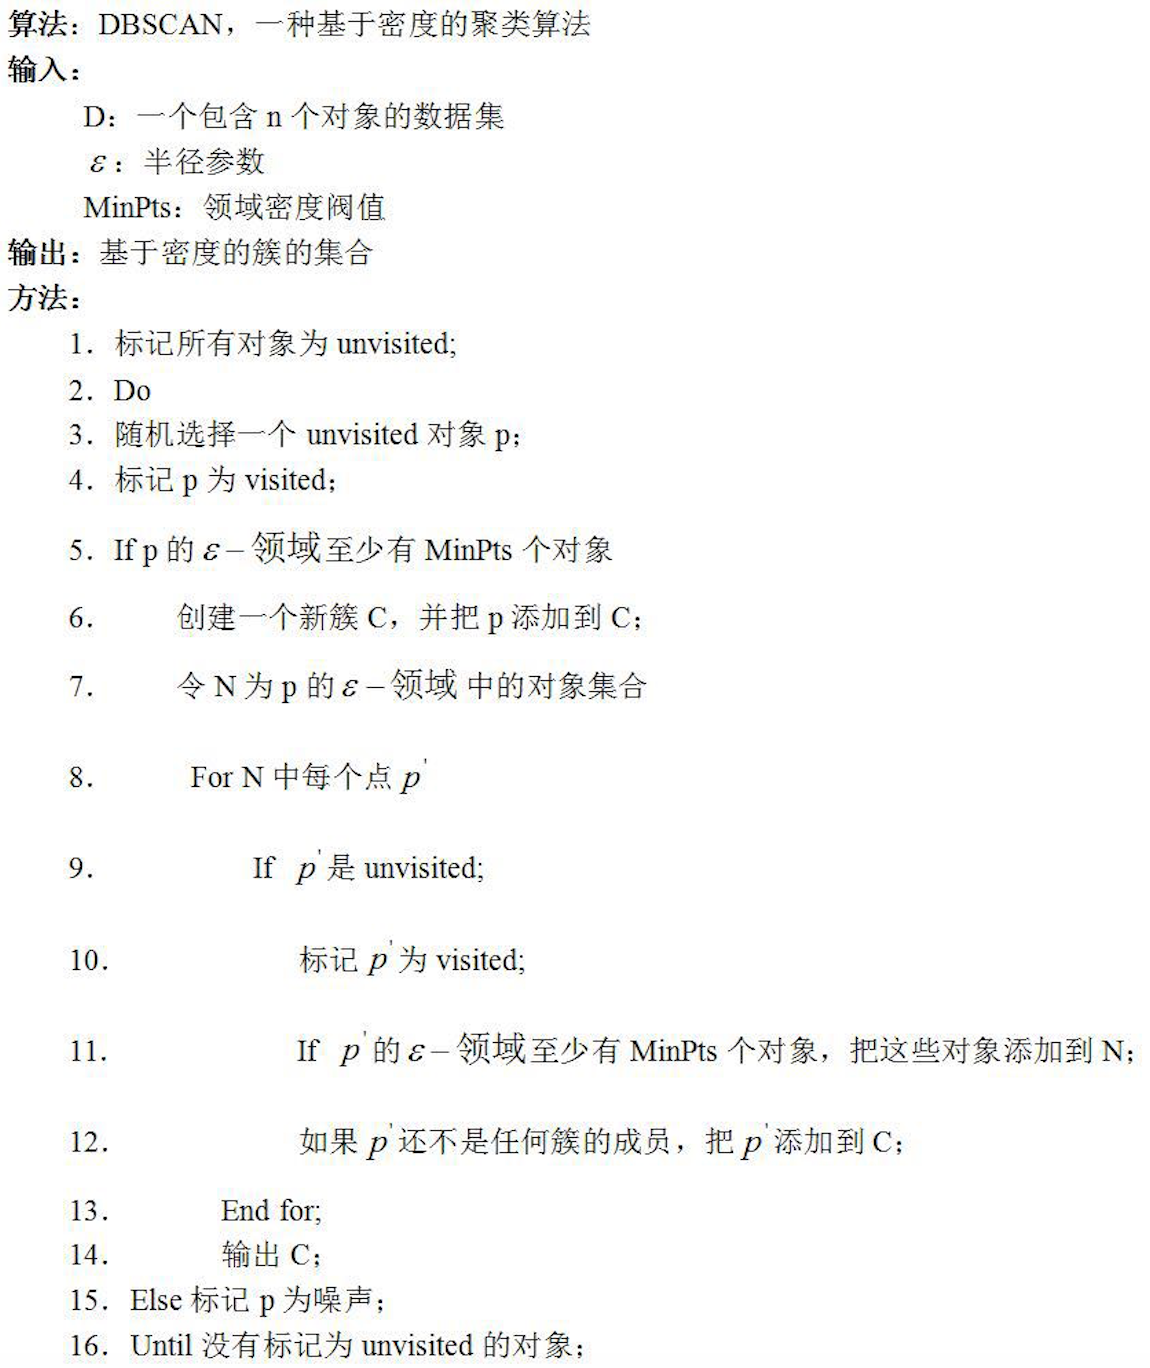 算法：DBSCAN，一种基于密度的聚类算法
输入：
D：一个包含 n 个对象的数据集
ε：半径参数
MinPts：领域密度阀值
输出：基于密度的簇的集合
方法：
1．标记所有对象为 unvisited;
2．Do
3．随机选择一个 unvisited 对象 p；
4．标记 p 为 visited；
5．If p 的 ε – 领域至少有 MinPts 个对象
6．创建一个新簇 C，并把 p 添加到 C；
7．令 N 为 p 的 ε – 领域 中的对象集合
8．For N 中每个点 p'
9．If p' 是 unvisited;
10．标记 p' 为 visited;
11．If p' 的 ε – 领域至少有 MinPts 个对象，把这些对象添加到 N；
12．如果 p' 还不是任何簇的成员，把 p' 添加到 C；
13．End for;
14．输出 C；
15．Else 标记 p 为噪声；
16．Until 没有标记为 unvisited 的对象；